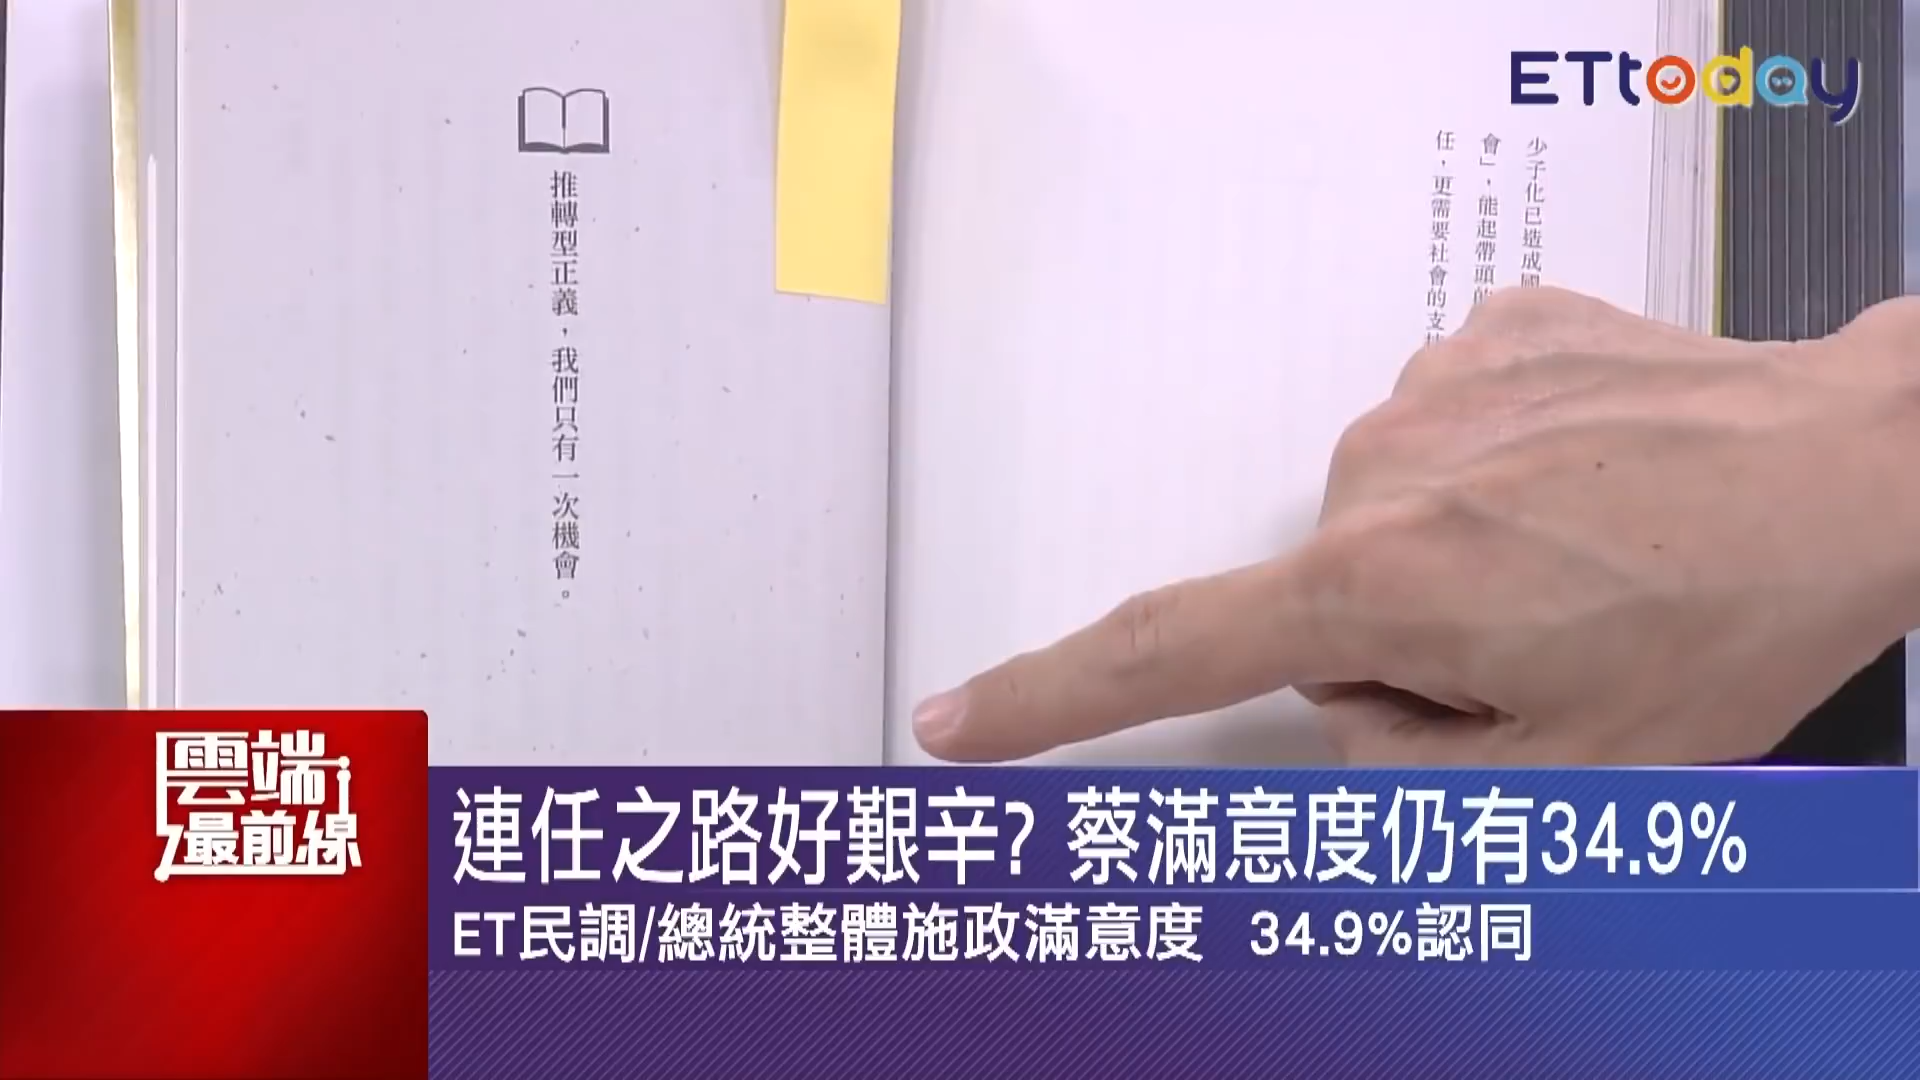 ETtoday
少子化已造成國
會」，能起帶頭的
任，更需要社會的支
推轉型正義，我們只有一次機會。
雲端最前線
連任之路好艱辛? 蔡滿意度仍有34.9%
ET民調/總統整體施政滿意度 34.9%認同